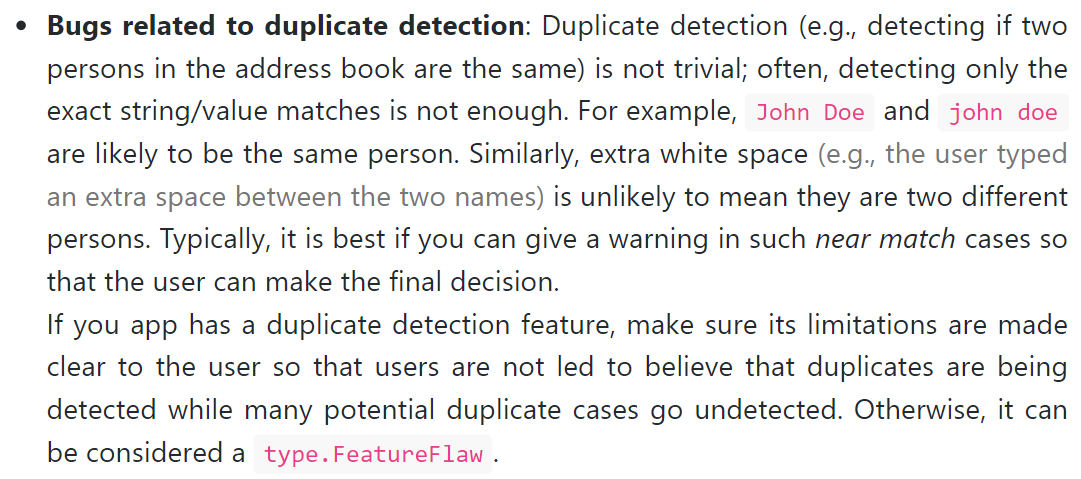 • Bugs related to duplicate detection: Duplicate detection (e.g., detecting if two
persons in the address book are the same) is not trivial; often, detecting only the
exact string/value matches is not enough. For example, John Doe and john doe
are likely to be the same person. Similarly, extra white space (e.g., the user typed
an extra space between the two names) is unlikely to mean they are two different
persons. Typically, it is best if you can give a warning in such near match cases so
that the user can make the final decision.
If you app has a duplicate detection feature, make sure its limitations are made
clear to the user so that users are not led to believe that duplicates are being
detected while many potential duplicate cases go undetected. Otherwise, it can
be considered a type.FeatureFlaw.